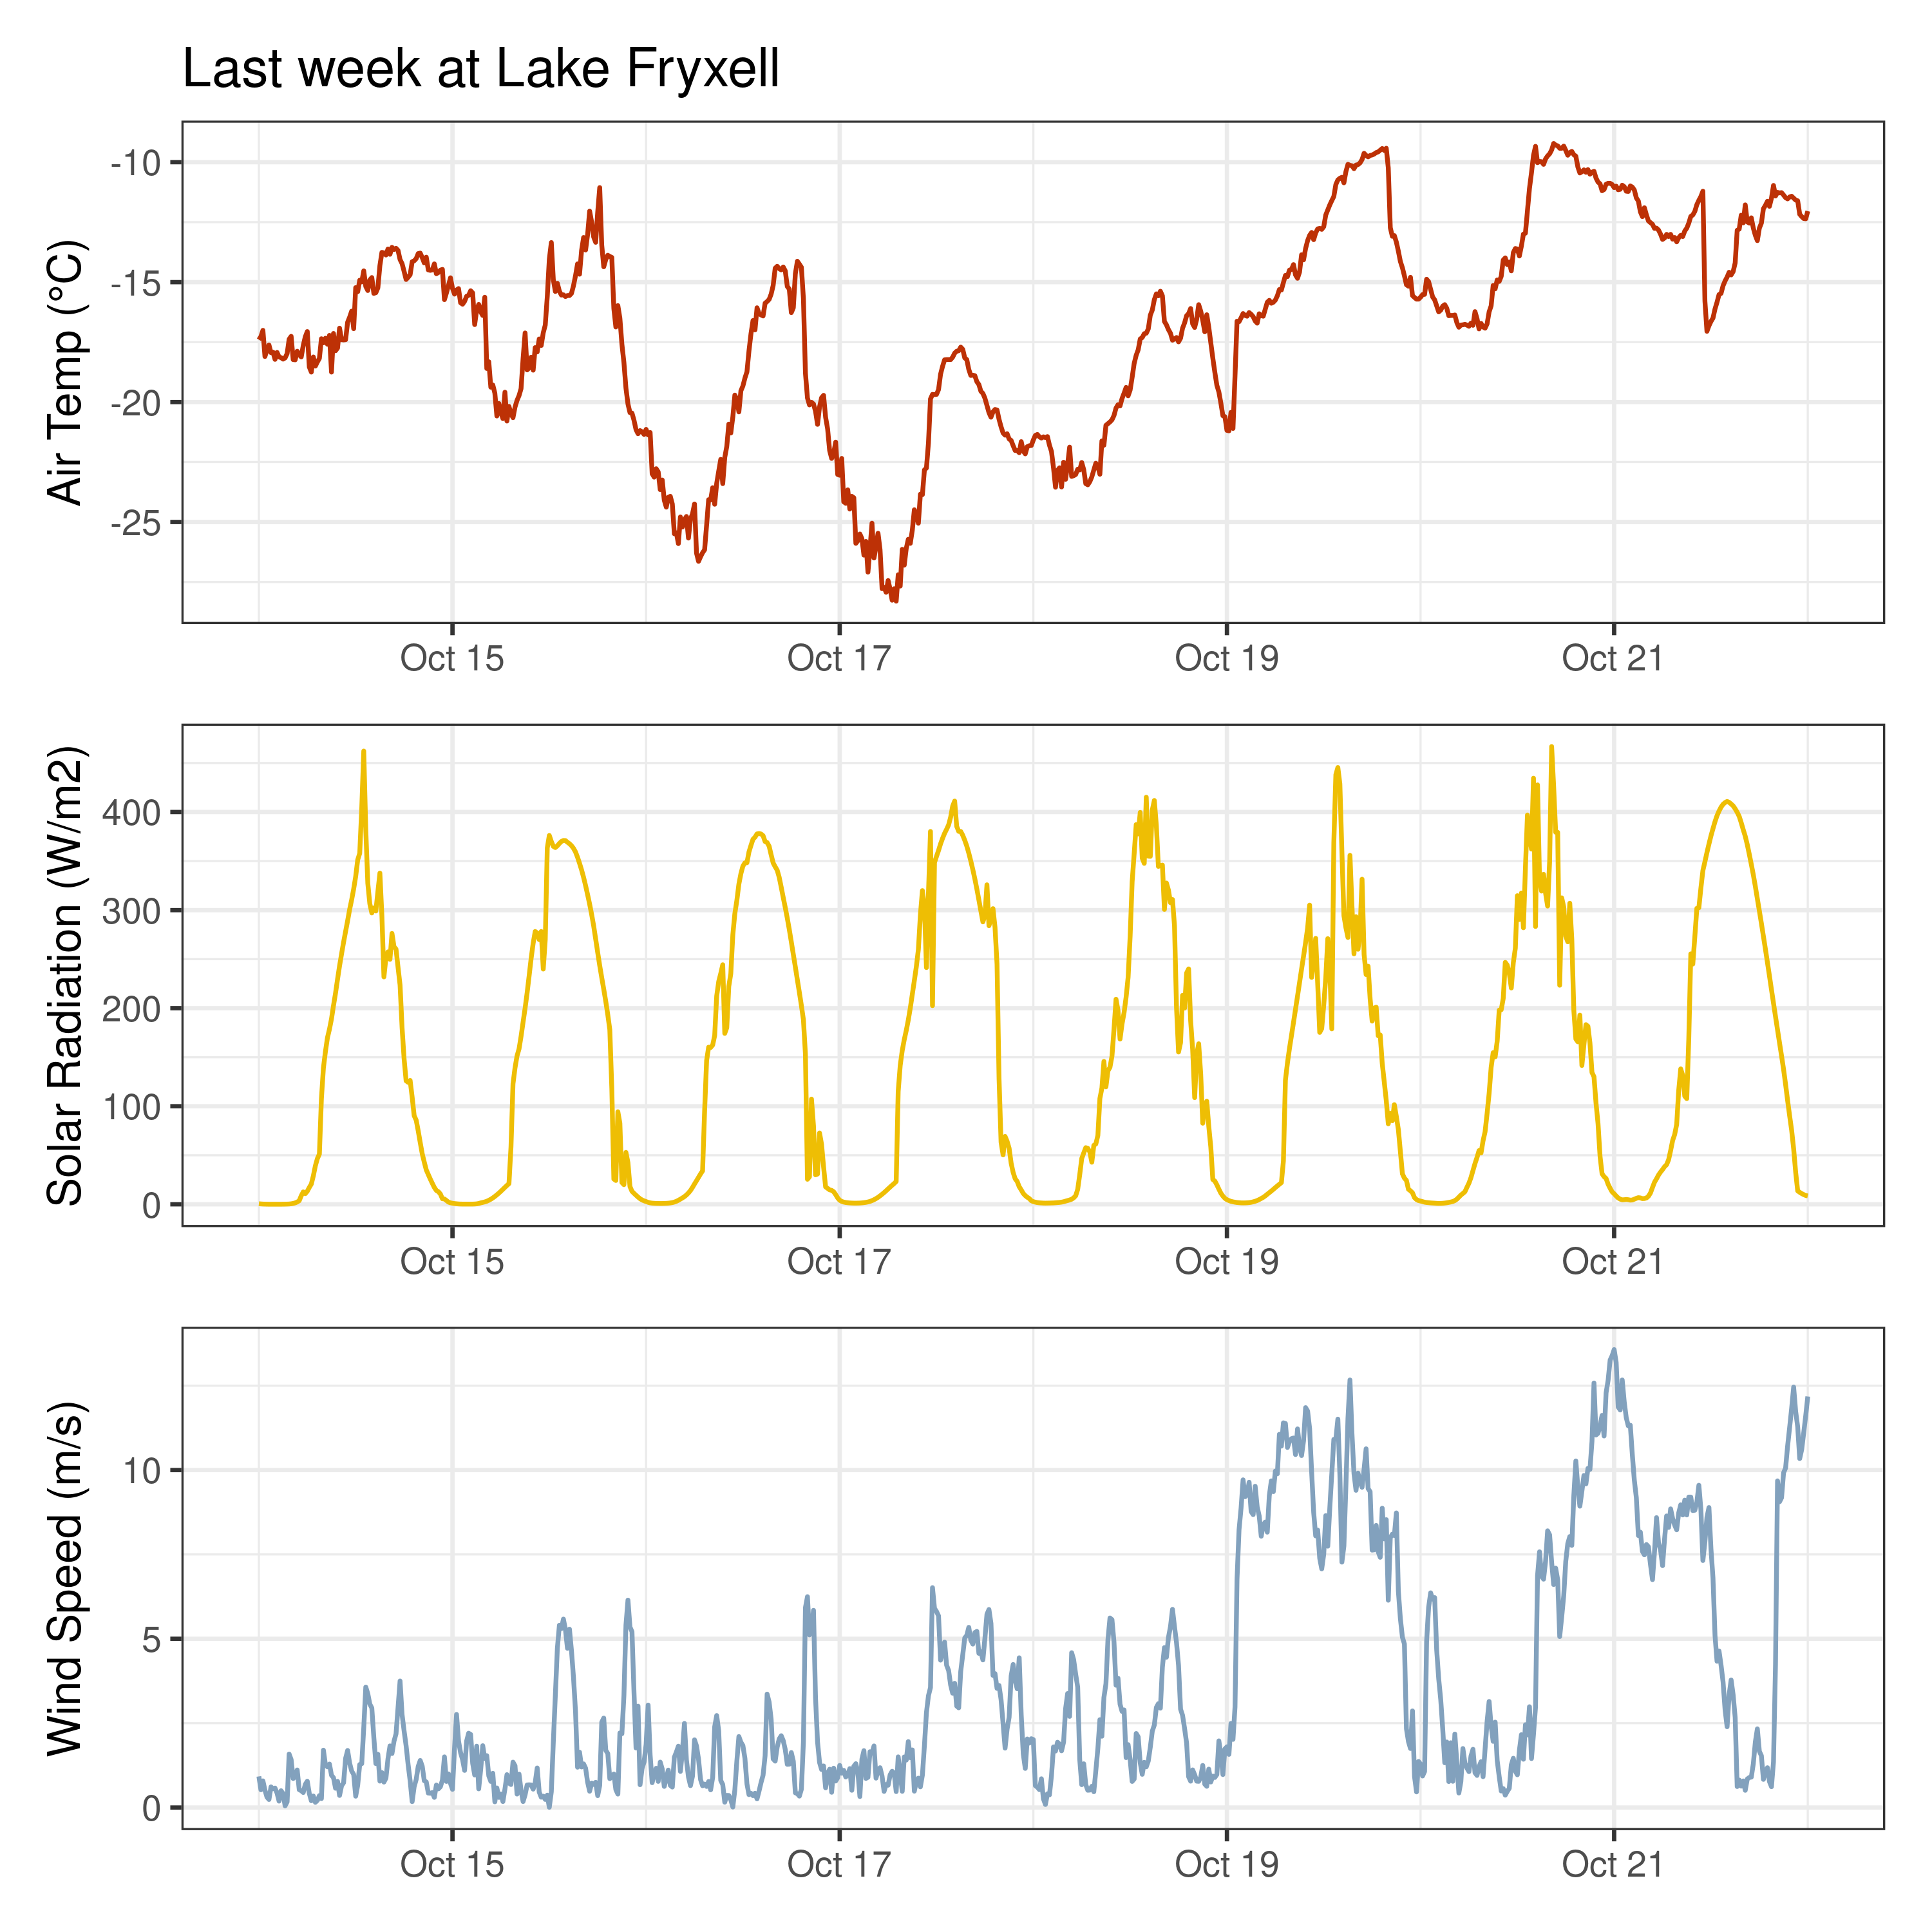 Last week at Lake Fryxell
Air Temp (°C)
-10
-15
-20
-25
Oct 15 Oct 17 Oct 19 Oct 21
Solar Radiation (W/m2)
400
300
200
100
0
Oct 15 Oct 17 Oct 19 Oct 21
Wind Speed (m/s)
10
5
0
Oct 15 Oct 17 Oct 19 Oct 21